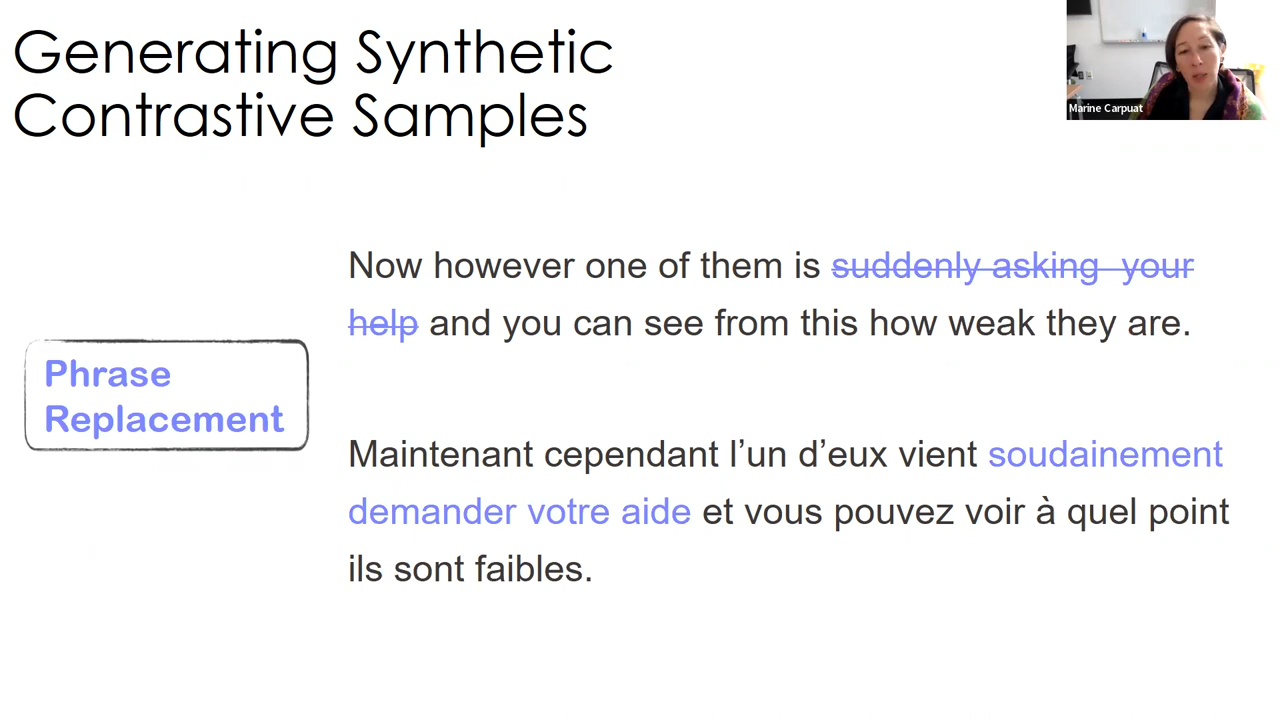 Generating Synthetic
Contrastive Samples
Marine Carpuat
Now however one of them is suddenly asking your
help and you can see from this how weak they are.
Phrase
Replacement
Maintenant cependant l’un d’eux vient soudainement
demander votre aide et vous pouvez voir à quel point
ils sont faibles.